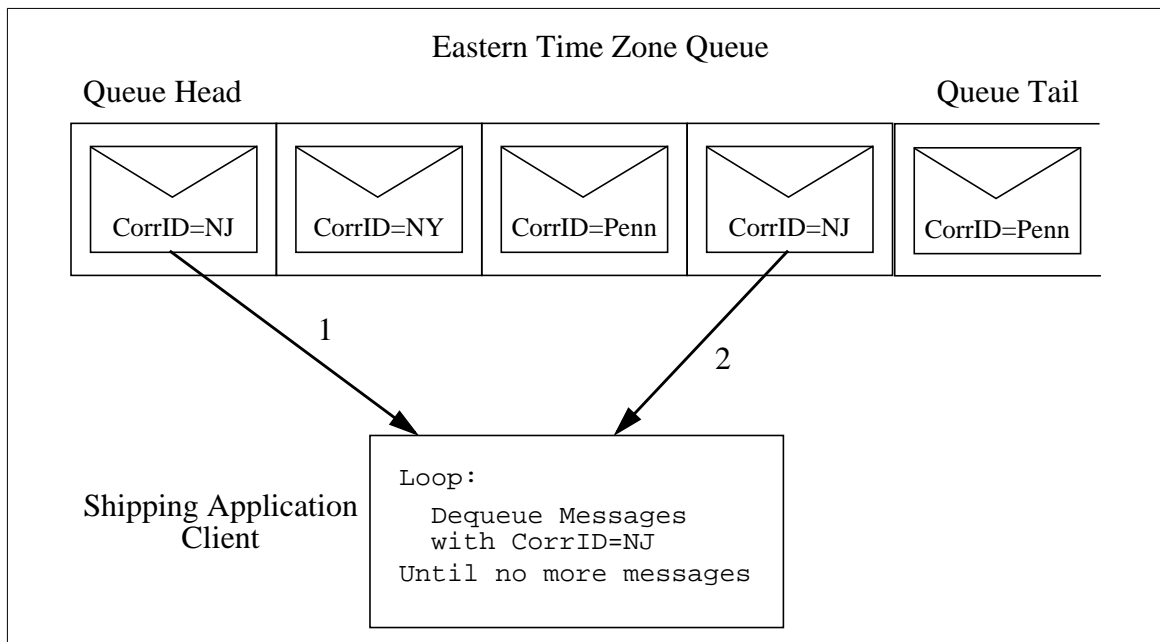 Eastern Time Zone Queue
Queue Head
Queue Tail
CorrID=NJ
CorrID=NY
CorrID=Penn
CorrID=NJ
CorrID=Penn
1
2
Shipping Application
Client
Loop:
Dequeue Messages
with CorrID=NJ
Until no more messages